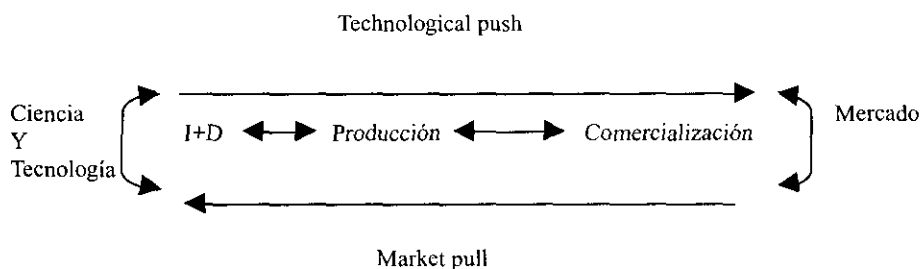 Technological push
Ciencia
Y
Tecnología
I+D
Producción
Comercialización
Mercado
Market pull